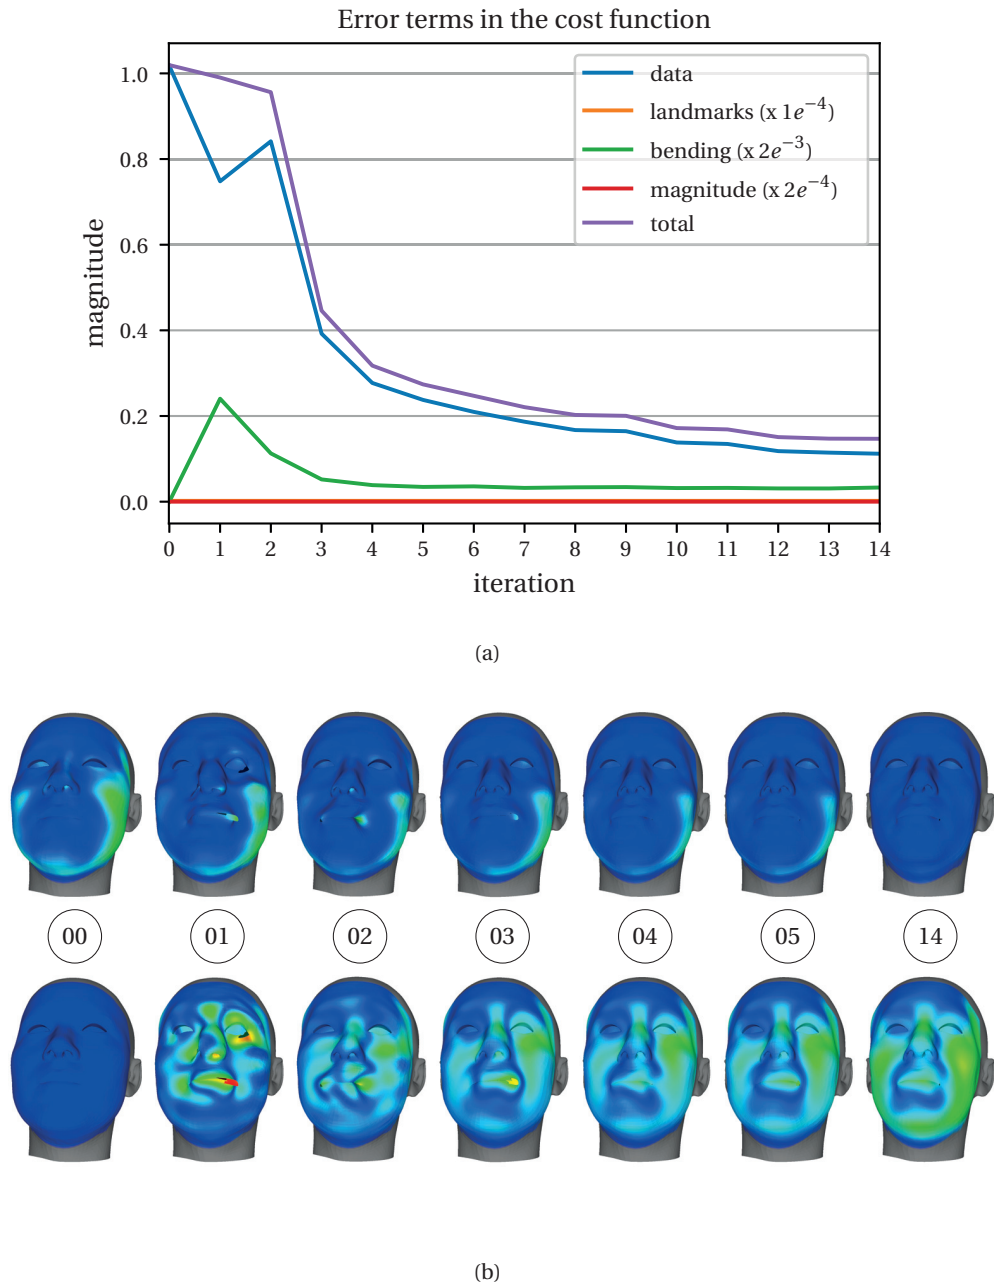 Error terms in the cost function
1.0
0.8
0.6
0.4
0.2
0.0
magnitude
data
landmarks (x 1e⁻⁴)
bending (x 2e⁻³)
magnitude (x 2e⁻⁴)
total
0 1 2 3 4 5 6 7 8 9 10 11 12 13 14
iteration
(a)
00 01 02 03 04 05 14
(b)